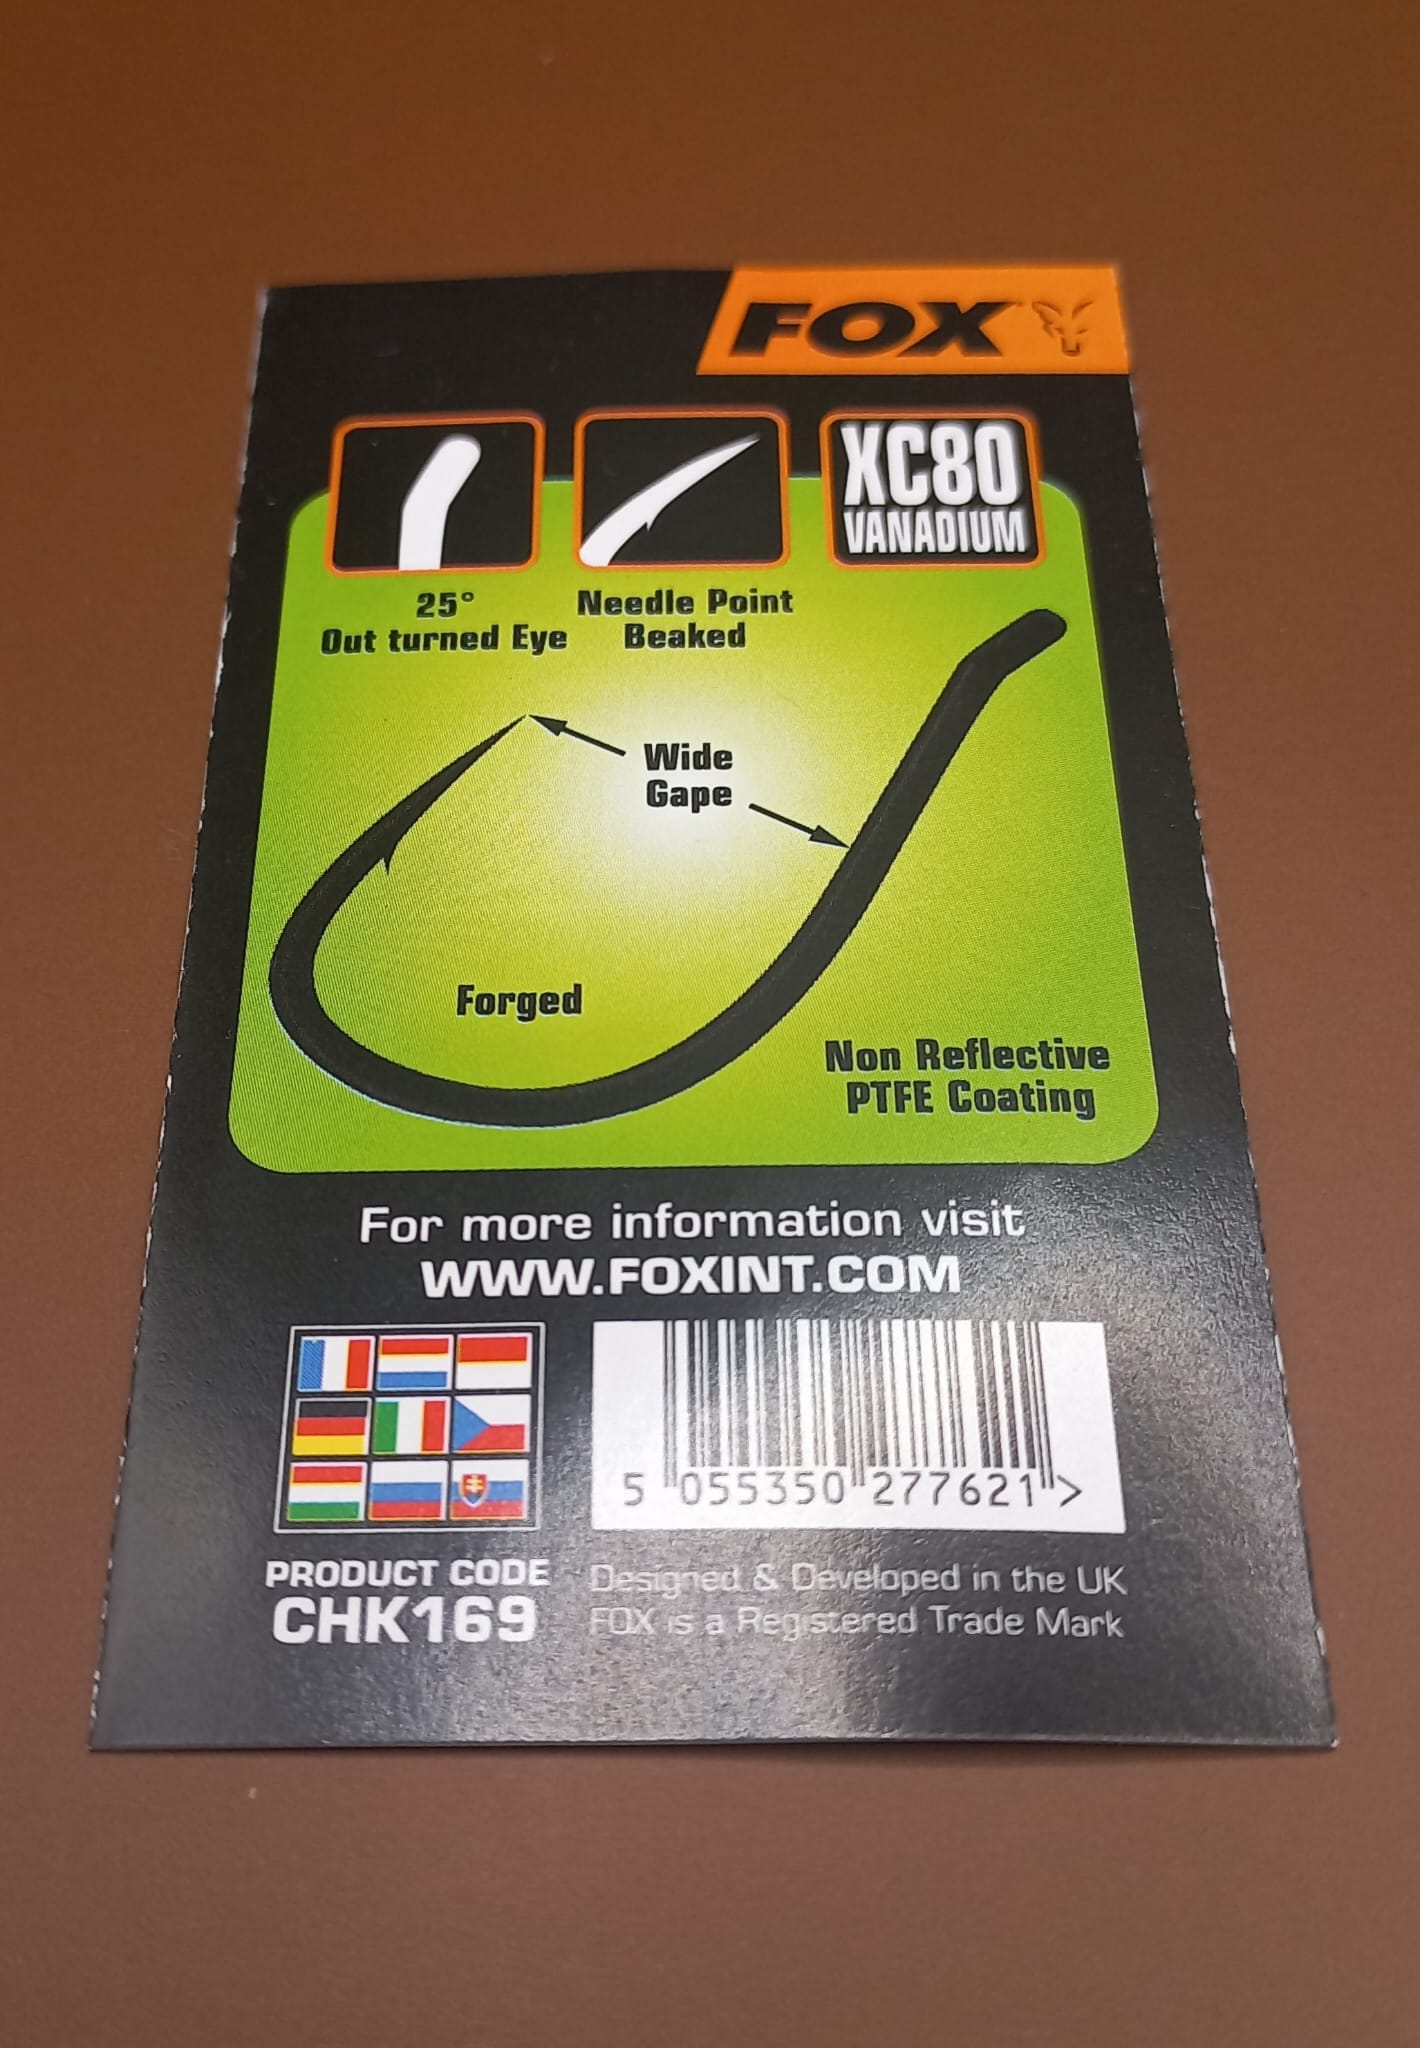 FOX
XC80
VANADIUM
25°
Out turned Eye
Needle Point
Beaked
Wide
Gape
Forged
Non Reflective
PTFE Coating
For more information visit
WWW.FOXINT.COM
5 055350 277621 >
PRODUCT CODE
CHK169
Designed & Developed in the UK
FOX is a Registered Trade Mark